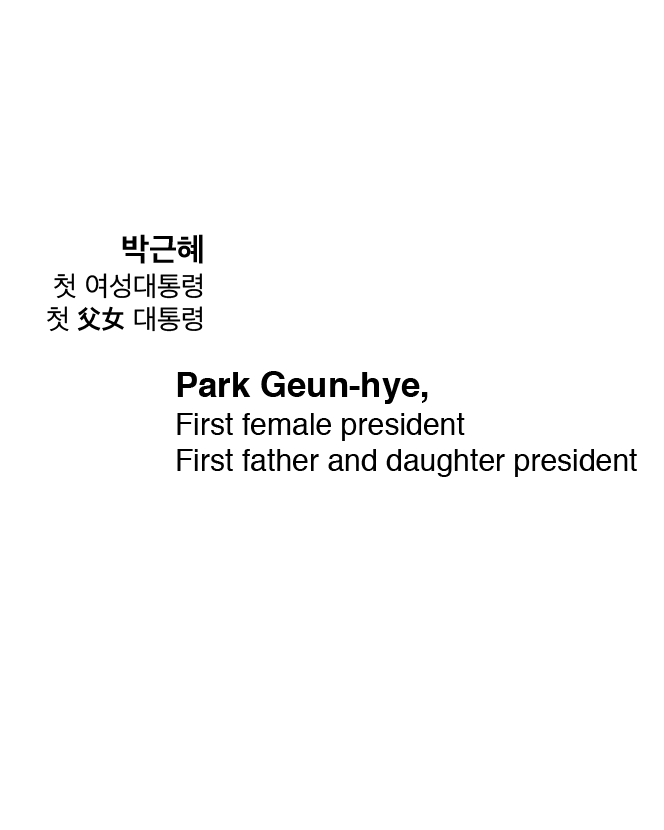 박근혜
첫 여성대통령
첫 父女 대통령
Park Geun-hye,
First female president
First father and daughter president